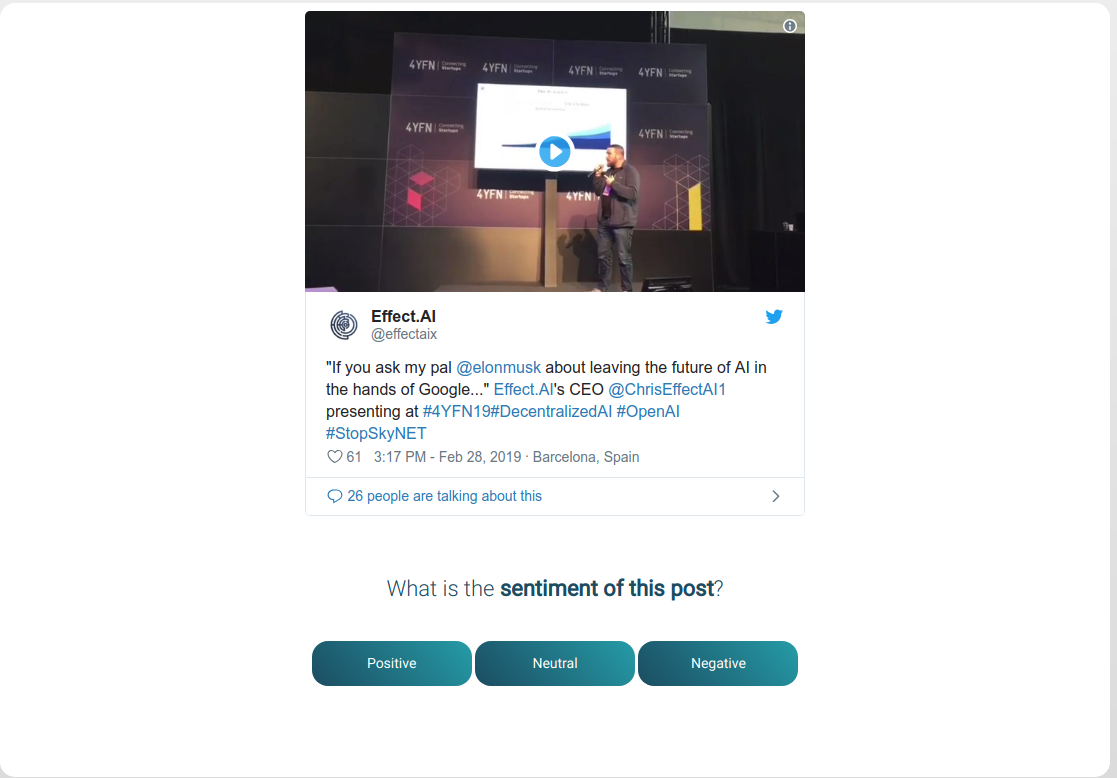 4YFN Connecting Startups 4YFN Connecting Startups 4YFN Connecting Startups 4YFN Connecting Startups
4YFN Connecting Startups 4YFN Connecting Startups
4YFN Connecting Startups 4YFN
Effect.AI
@effectaix
"If you ask my pal @elonmusk about leaving the future of AI in
the hands of Google..." Effect.AI's CEO @ChrisEffectAI1
presenting at #4YFN19#DecentralizedAI #OpenAI
#StopSkyNET
61 3:17 PM - Feb 28, 2019 · Barcelona, Spain
26 people are talking about this
What is the sentiment of this post?
Positive Neutral Negative